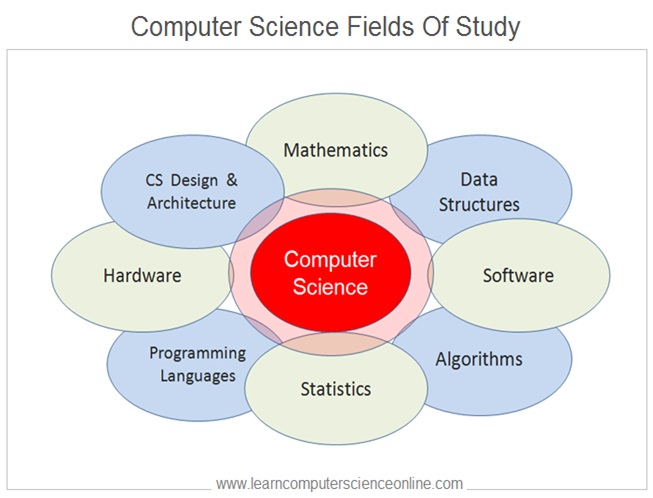 Computer Science Fields Of Study
Mathematics
CS Design &
Architecture
Data
Structures
Hardware
Computer
Science
Software
Programming
Languages
Statistics
Algorithms
www.learncomputerscienceonline.com